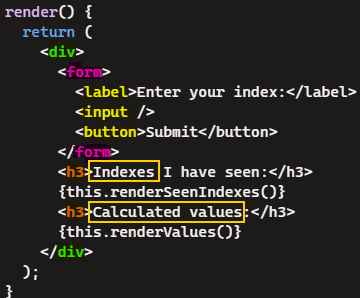 render() {
return (
<div>
<form>
<label>Enter your index:</label>
<input />
<button>Submit</button>
</form>
<h3>Indexes I have seen:</h3>
{this.renderSeenIndexes()}
<h3>Calculated values:</h3>
{this.renderValues()}
</div>
);
}